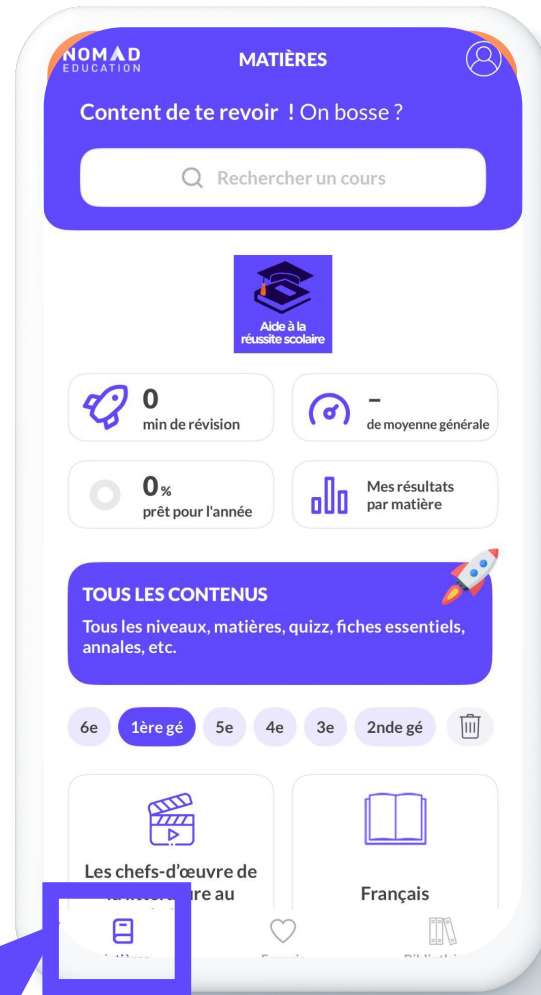 NOMAD
EDUCATION
MATIÈRES
Content de te revoir ! On bosse ?
Rechercher un cours
Aide à la
réussite scolaire
0
min de révision
–
de moyenne générale
0%
prêt pour l'année
Mes résultats
par matière
TOUS LES CONTENUS
Tous les niveaux, matières, quizz, fiches essentiels,
annales, etc.
6e 1ère gé 5e 4e 3e 2nde gé
Les chefs-d'œuvre de
au
Français